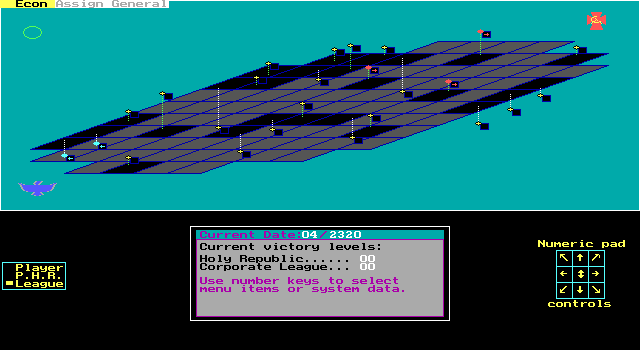 Econ Assign General
Current Date:04/2320
Current victory levels:
Holy Republic...... 00
Corporate League... 00
Use number keys to select
menu items or system data.
Player
P.H.R.
League
Numeric pad
controls